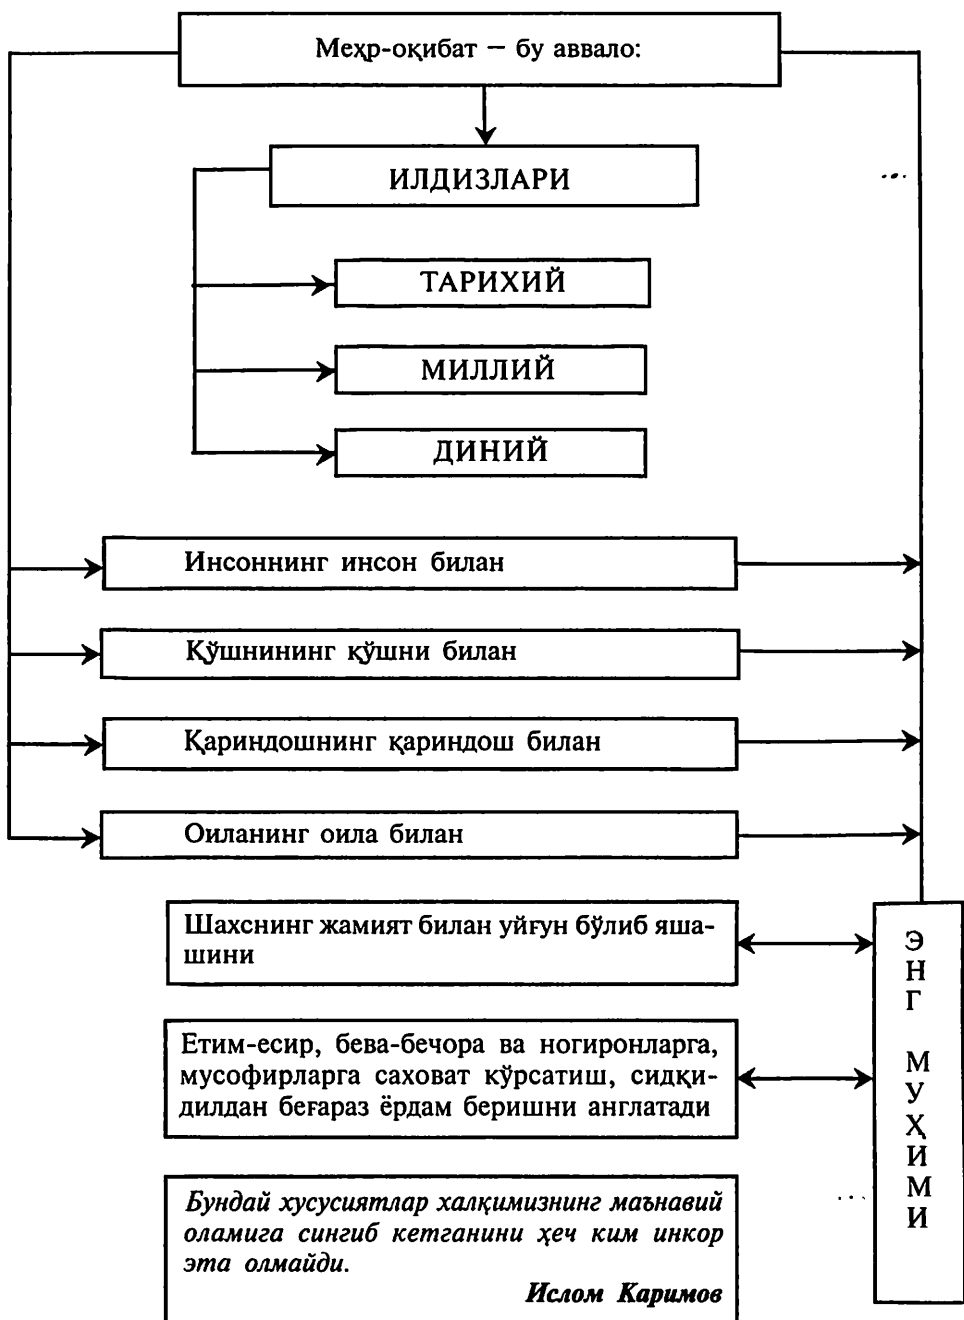 Меҳр-оқибат – бу аввало:
ИЛДИЗЛАРИ
ТАРИХИЙ
МИЛЛИЙ
ДИНИЙ
Инсоннинг инсон билан
Қўшнининг қўшни билан
Қариндошнинг қариндош билан
Оиланинг оила билан
Шахснинг жамият билан уйғун бўлиб яша-
шини
Етим-есир, бева-бечора ва ногиронларга,
мусофирларга саховат кўрсатиш, сидқи-
дилдан беғараз ёрдам беришни англатади
ЭНГ МУҲИМИ
Бундай хусусиятлар халқимизнинг маънавий
оламига сингиб кетганини ҳеч ким инкор
эта олмайди.
Ислом Каримов